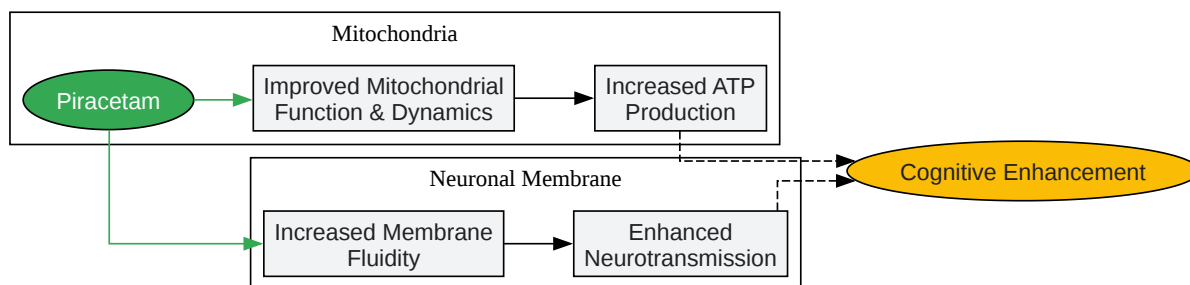 Mitochondria
Piracetam
Improved Mitochondrial
Function & Dynamics
Increased ATP
Production
Cognitive Enhancement
Neuronal Membrane
Increased Membrane
Fluidity
Enhanced
Neurotransmission